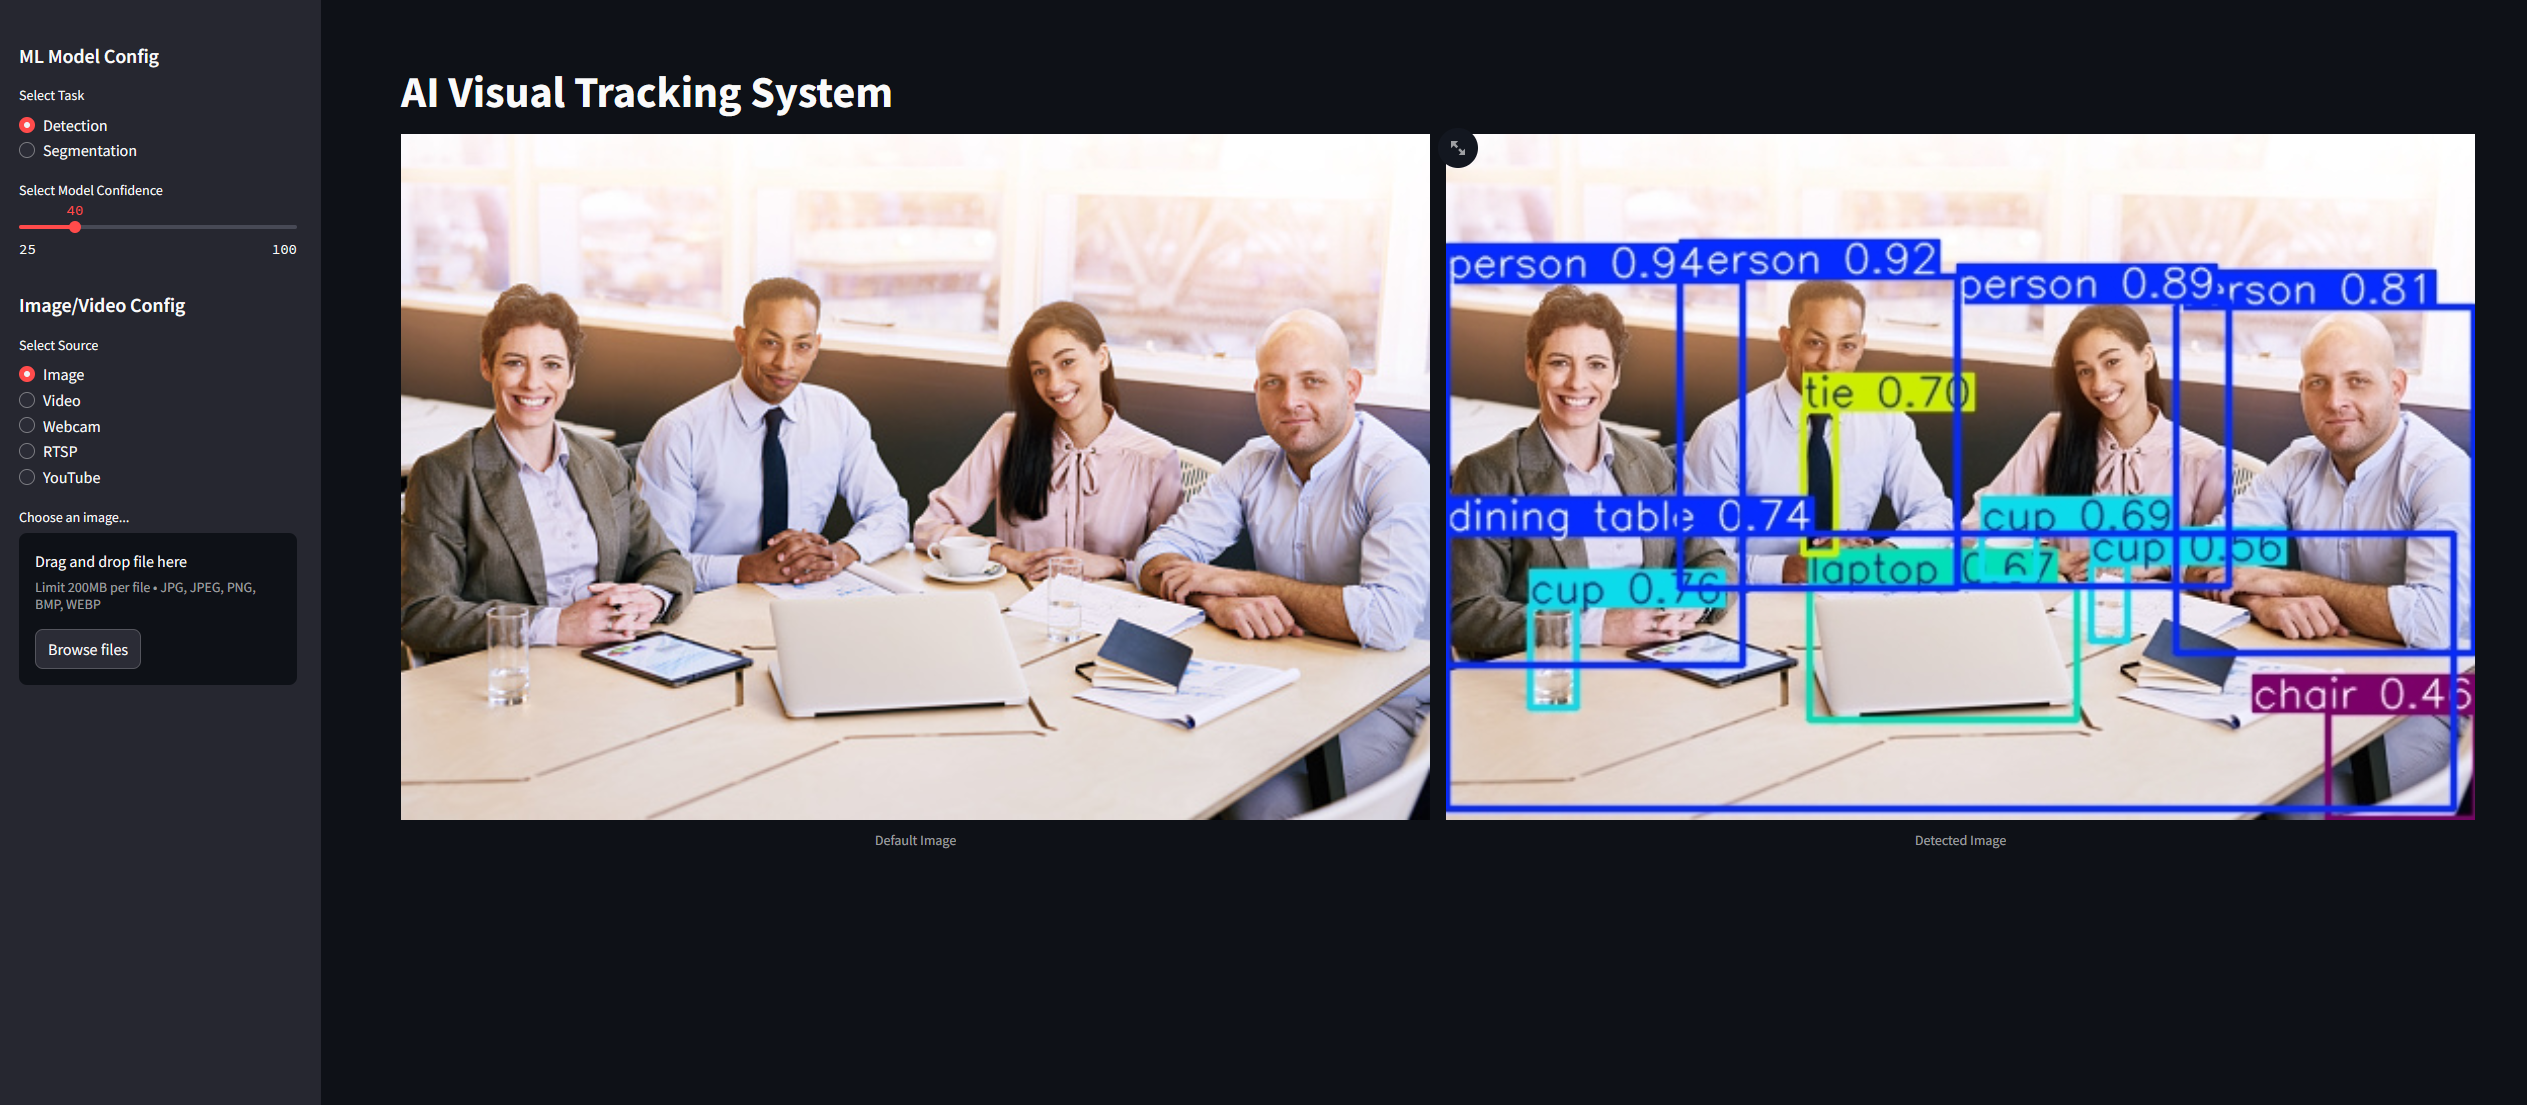 ML Model Config
Select Task
Detection
Segmentation
Select Model Confidence
40
25 100
Image/Video Config
Select Source
Image
Video
Webcam
RTSP
YouTube
Choose an image...
Drag and drop file here
Limit 200MB per file • JPG, JPEG, PNG,
BMP, WEBP
Browse files
AI Visual Tracking System
person 0.94
erson 0.92
person 0.89
rson 0.81
tie 0.70
dining table 0.74
cup 0.69
cup 0.56
laptop 0.67
cup 0.76
chair 0.46
Default Image
Detected Image